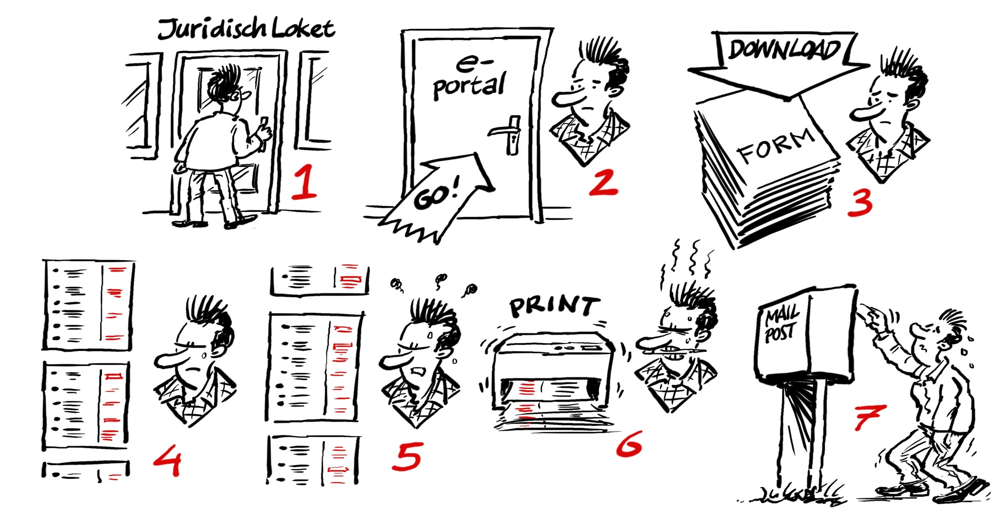 Juridisch Loket
1
e-
portal
GO!
2
DOWNLOAD
FORM
3
4
5
PRINT
6
MAIL
POST
7